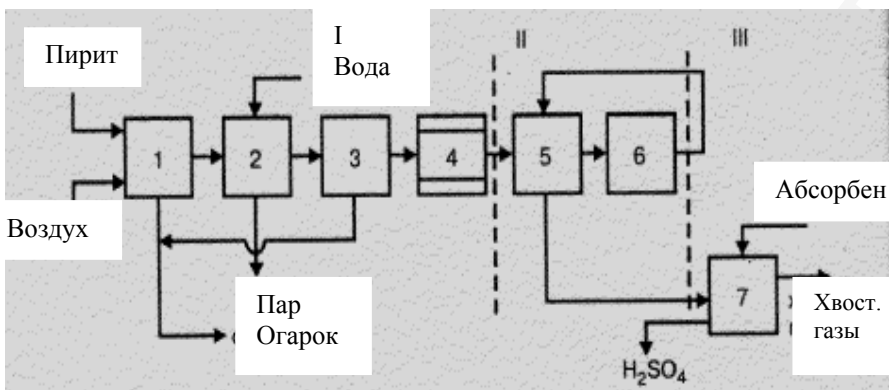 Пирит
I
Вода
II
III
1
2
3
4
5
6
Абсорбен
Воздух
7
Пар
Огарок
Хвост.
газы
H₂SO₄